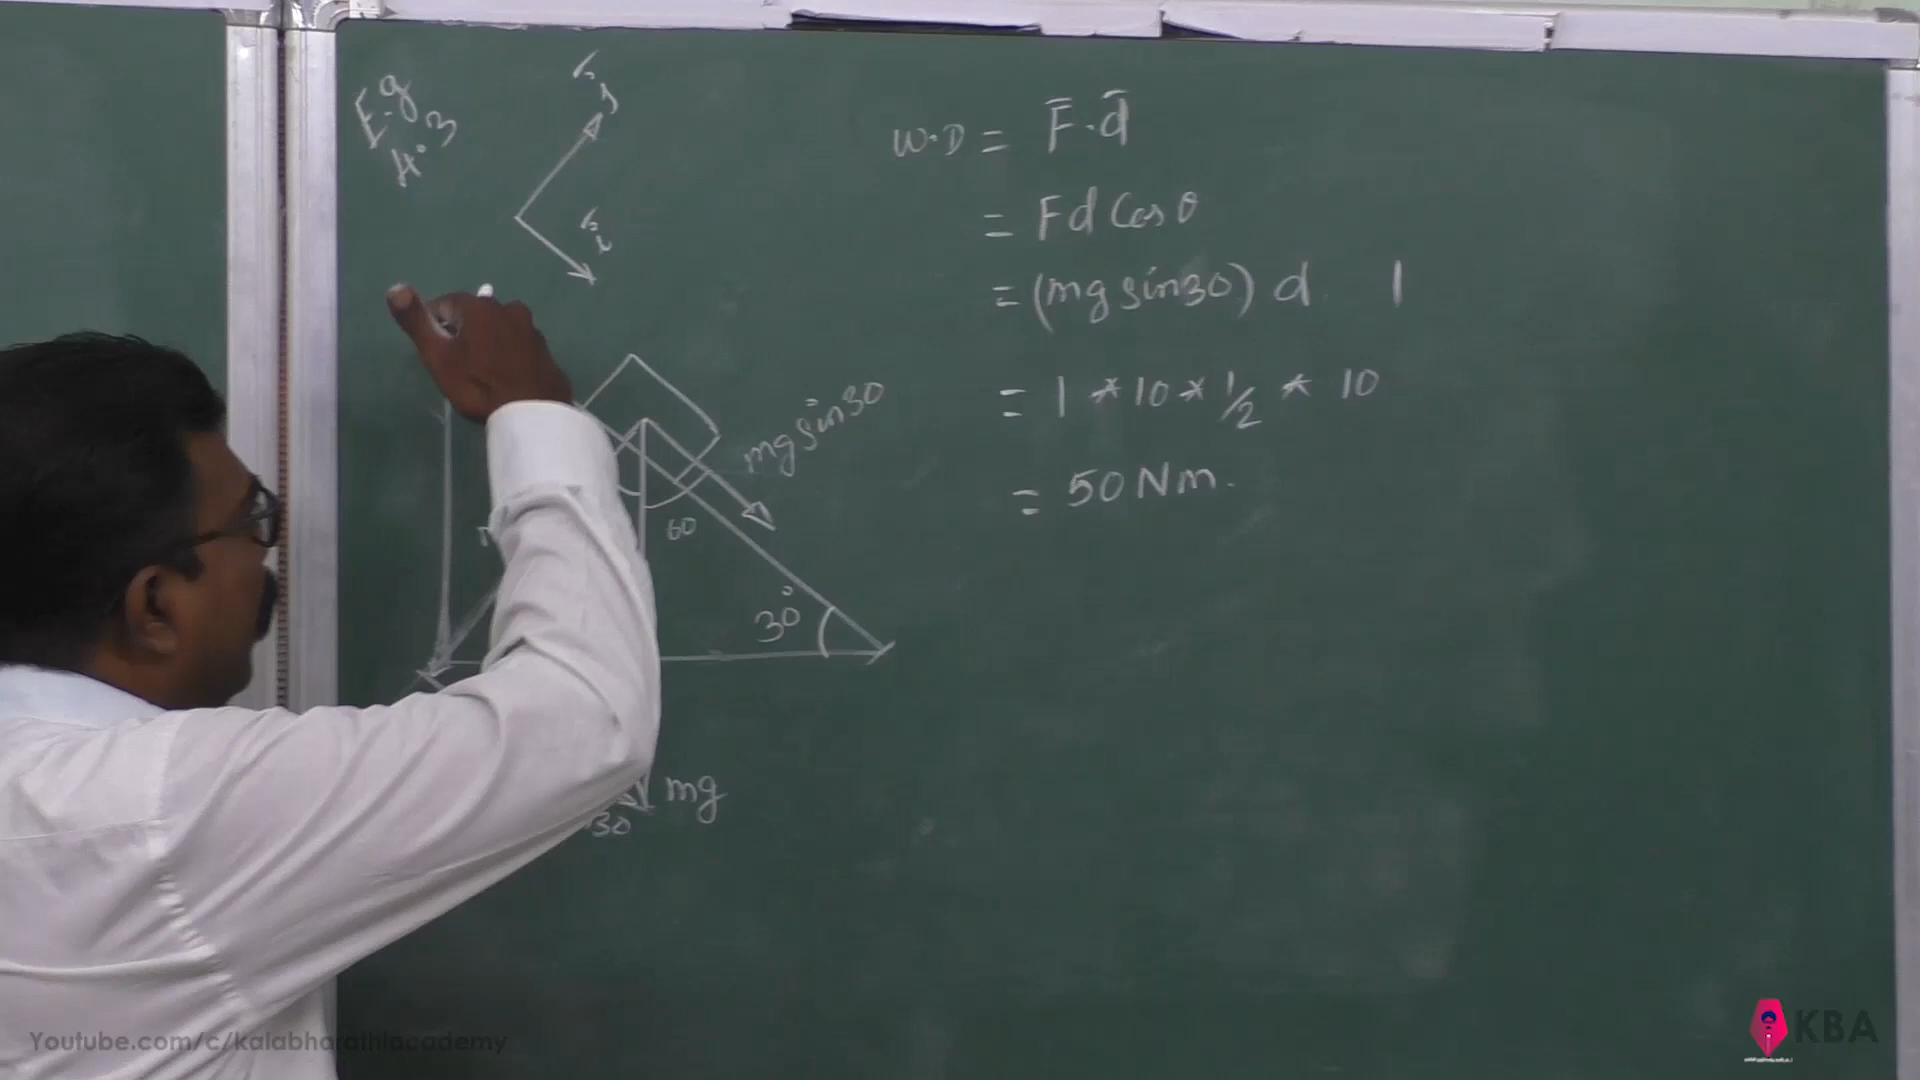 E.g
4.3
ĵ
î
W.D = F̄.d̄
= Fd Cos θ
= (mg sin30) d 1
= 1 * 10 * 1/2 * 10
= 50 Nm.
mg sin30°
60
30°
mg
30
Youtube.com/c/kalabharathiacademy
KBA